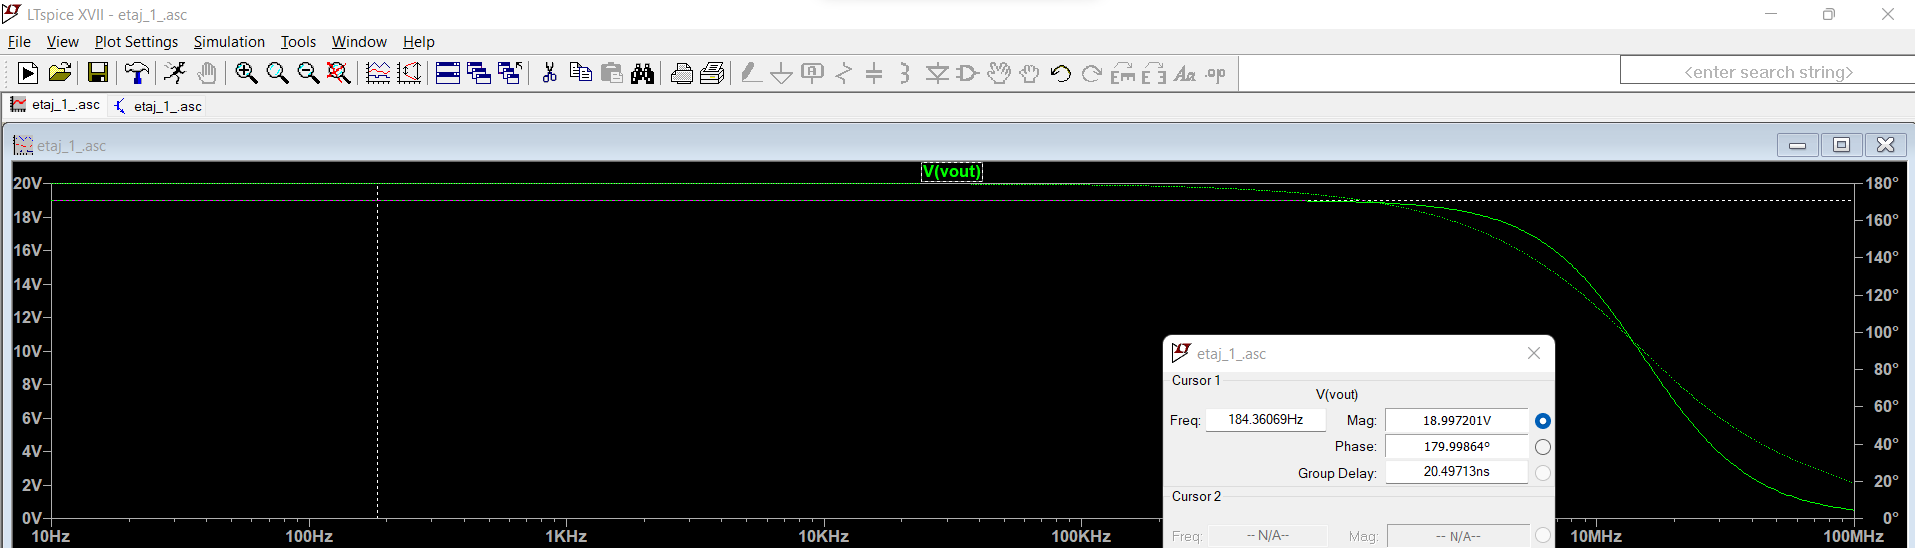 LTspice XVII - etaj_1_.asc
File View Plot Settings Simulation Tools Window Help
<enter search string>
etaj_1_.asc etaj_1_.asc
etaj_1_.asc
V(vout)
20V 180°
18V 160°
16V 140°
14V 120°
12V 100°
10V 80°
8V 60°
6V 40°
4V 20°
2V 0°
0V
10Hz 100Hz 1KHz 10KHz 100KHz 10MHz 100MHz
etaj_1_.asc
Cursor 1
V(vout)
Freq: 184.36069Hz Mag: 18.997201V
Phase: 179.99864º
Group Delay: 20.49713ns
Cursor 2
Freq: -- N/A-- Mag: -- N/A--